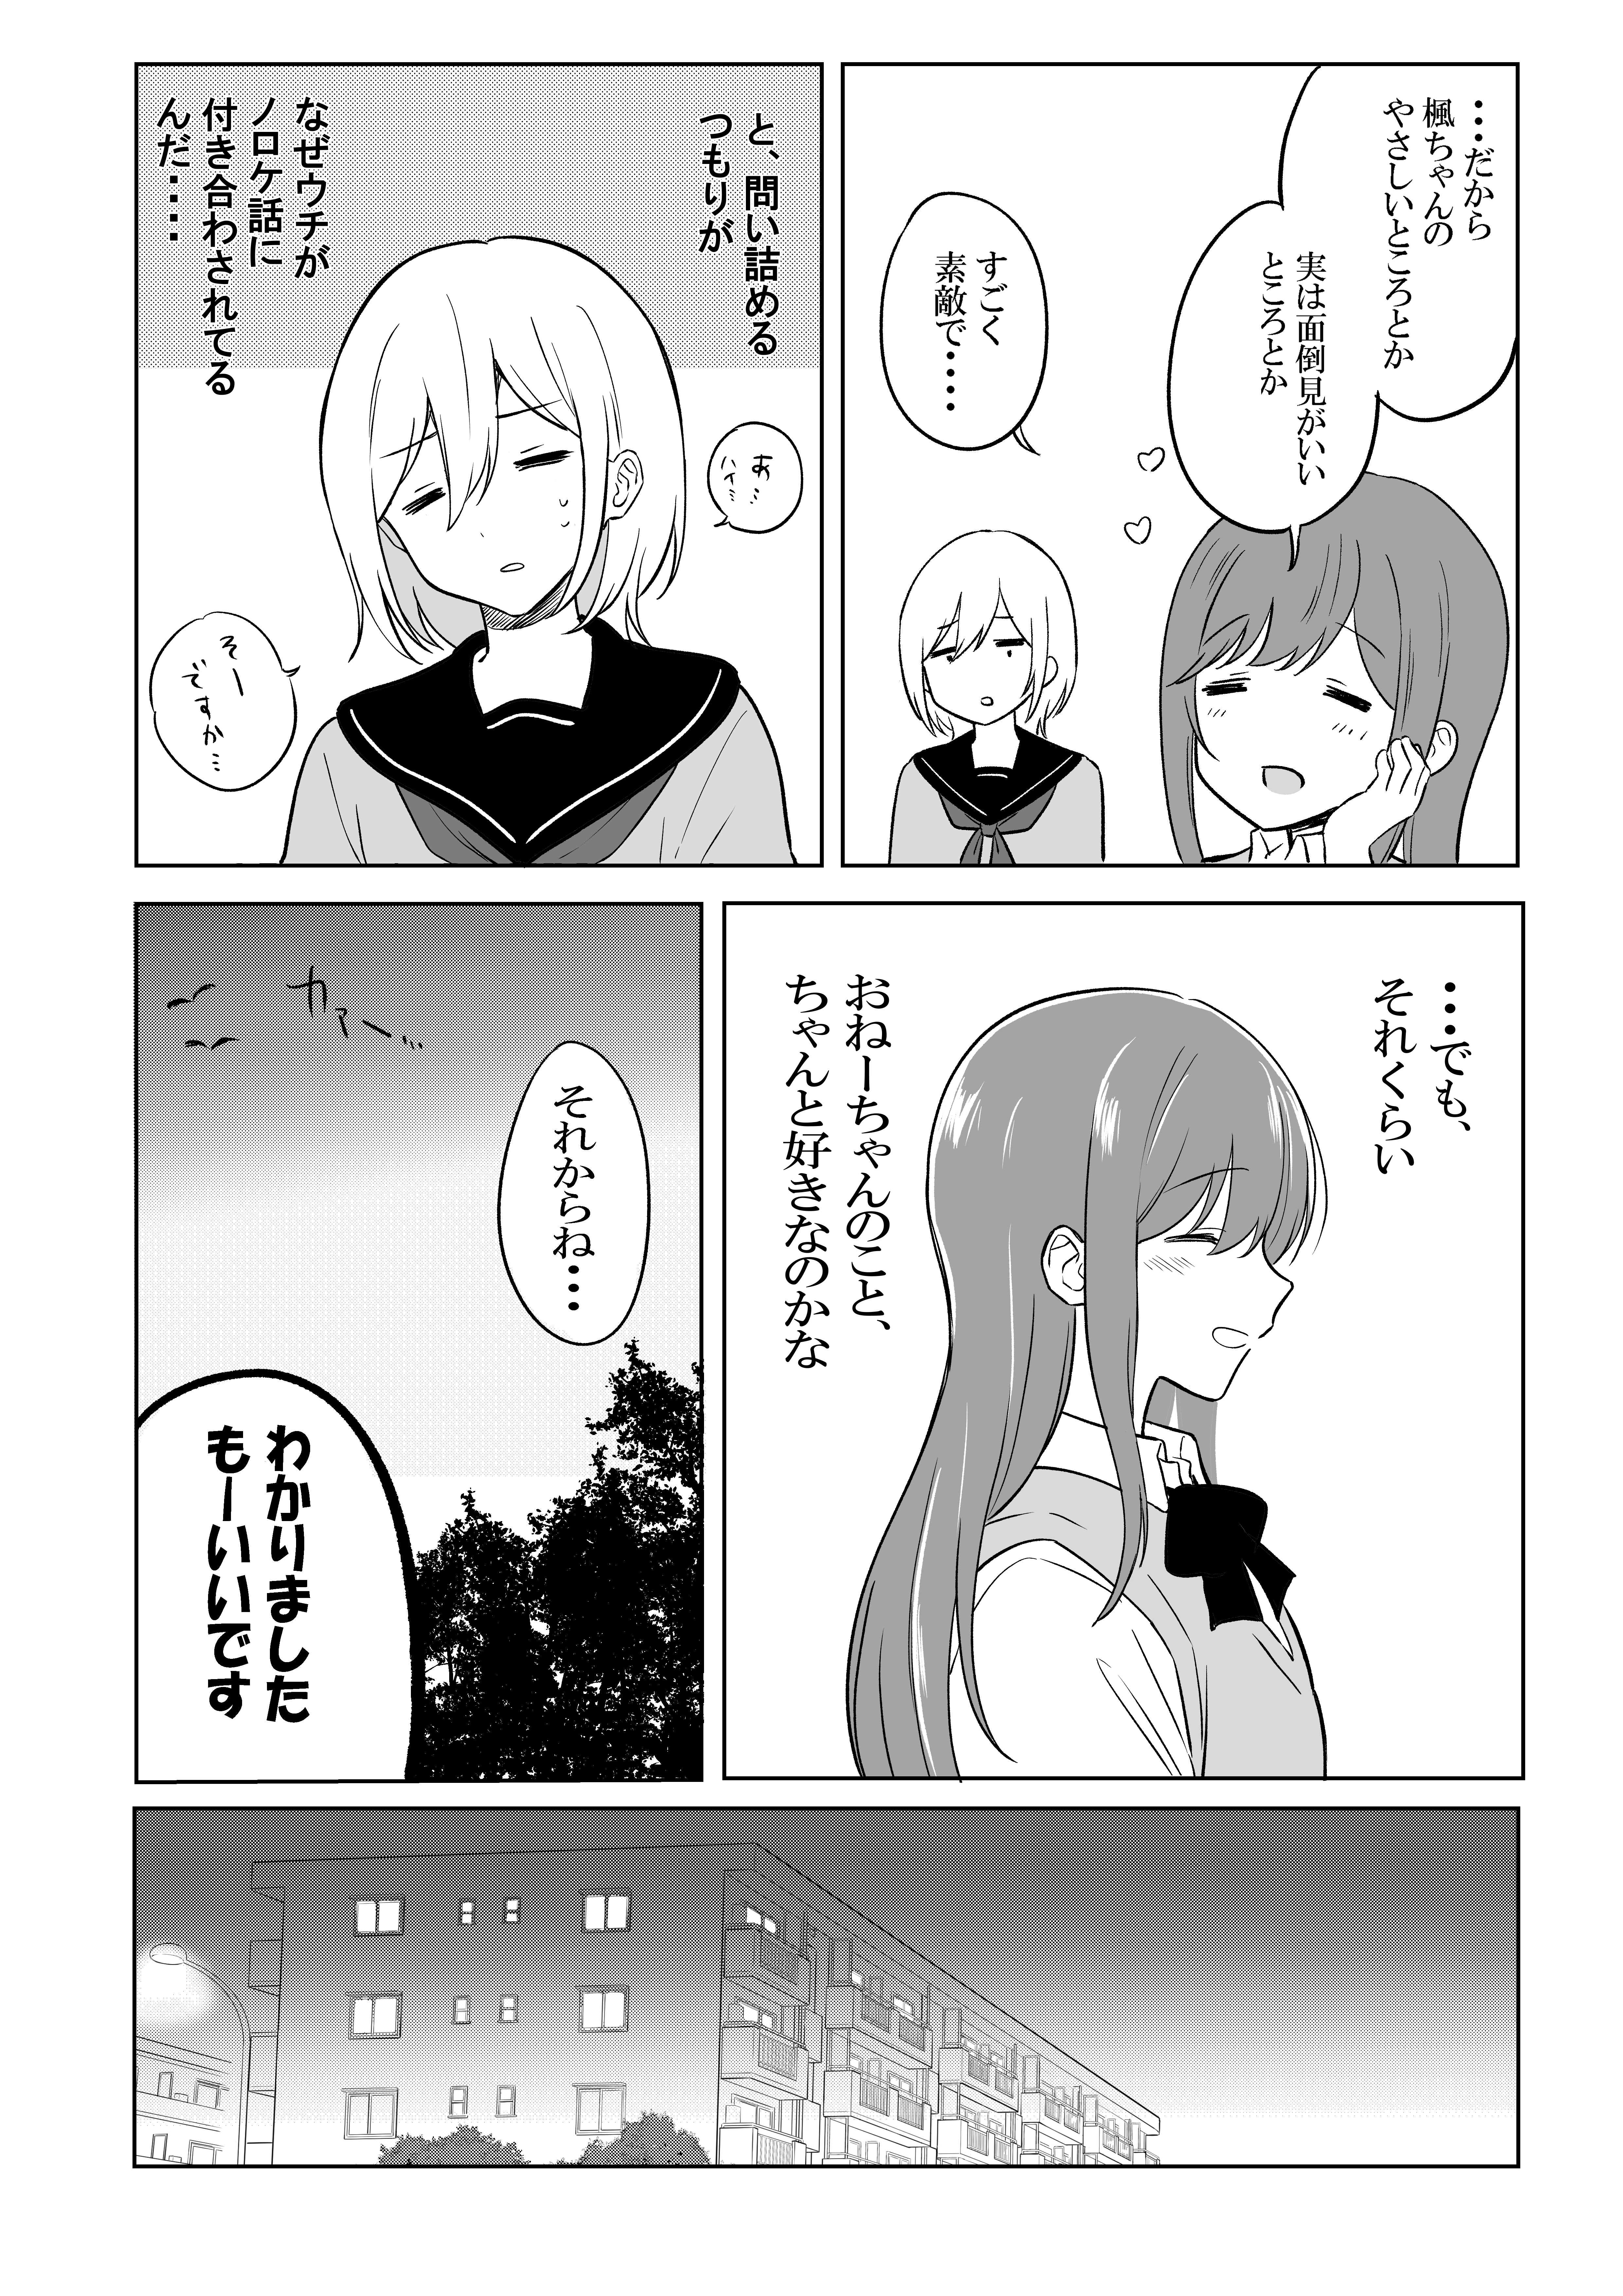 ・・・だから
楓ちゃんの
やさしいところとか
実は面倒見がいい
ところとか
すごく
素敵で・・・・
と、問い詰める
つもりが
なぜウチが
ノロケ話に
付き合わされてる
んだ・・・・
あ…
ハイ…
そー
ですか…
・・・でも、
それくらい
おねーちゃんのこと、
ちゃんと好きなのかな
カァー…
それからね・・・
わかりました
もーいいです